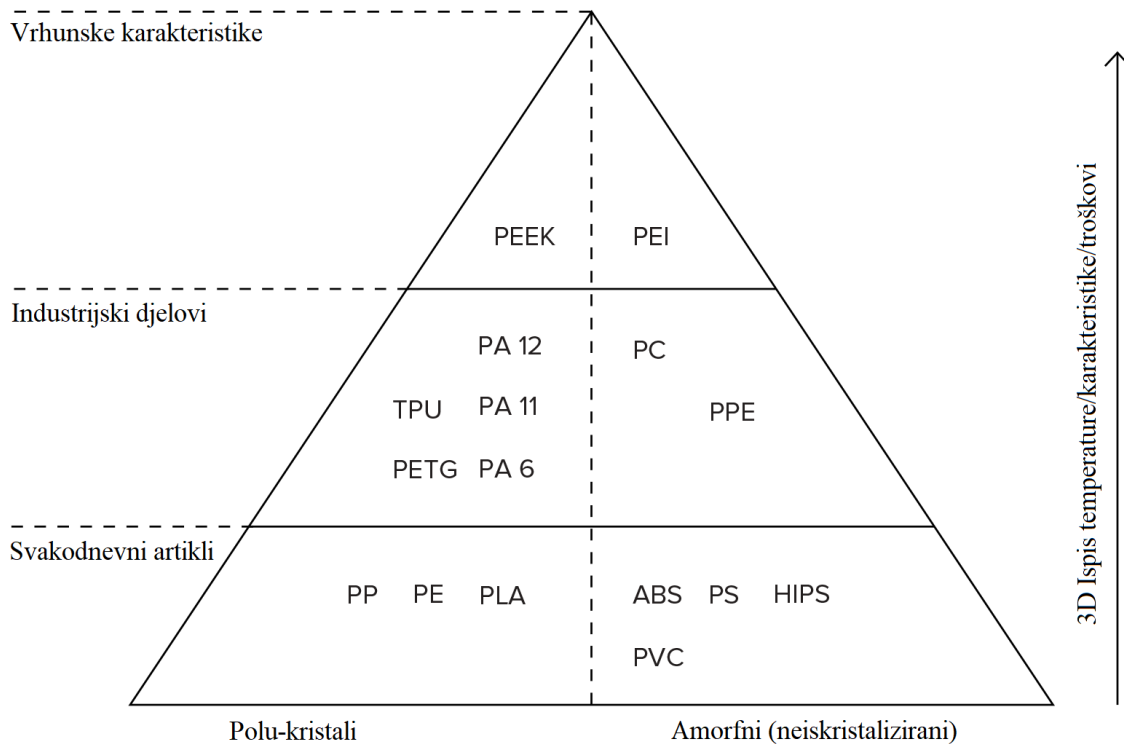 Vrhunske karakteristike
PEEK PEI
Industrijski djelovi
PA 12 PC
TPU PA 11 PPE
PETG PA 6
Svakodnevni artikli
PP PE PLA ABS PS HIPS
PVC
Polu-kristali Amorfni (neiskristalizirani)
3D Ispis temperature/karakteristike/troškovi